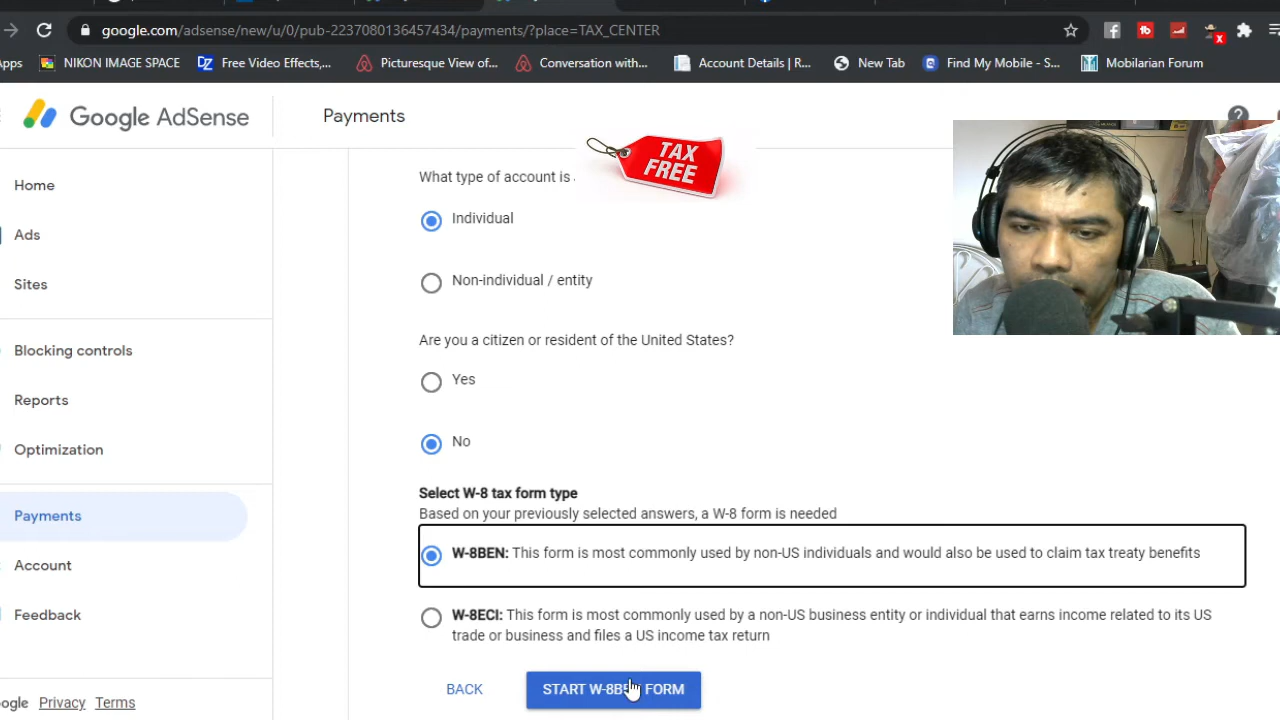 google.com/adsense/new/u/0/pub-2237080136457434/payments/?place=TAX_CENTER
Apps NIKON IMAGE SPACE Free Video Effects,... Picturesque View of... Conversation with... Account Details | R... New Tab Find My Mobile - S... Mobilarian Forum
Google AdSense
Payments
TAX
FREE
Home
Ads
Sites
Blocking controls
Reports
Optimization
Payments
Account
Feedback
Google Privacy Terms
What type of account is
Individual
Non-individual / entity
Are you a citizen or resident of the United States?
Yes
No
Select W-8 tax form type
Based on your previously selected answers, a W-8 form is needed
W-8BEN: This form is most commonly used by non-US individuals and would also be used to claim tax treaty benefits
W-8ECI: This form is most commonly used by a non-US business entity or individual that earns income related to its US
trade or business and files a US income tax return
BACK START W-8BEN FORM